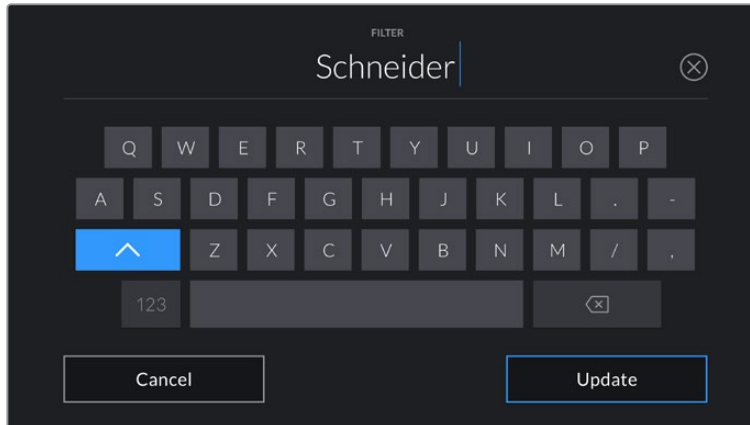 FILTER
Schneider
Q W E R T Y U I O P
A S D F G H J K L . -
Z X C V B N M / ,
123
Cancel Update